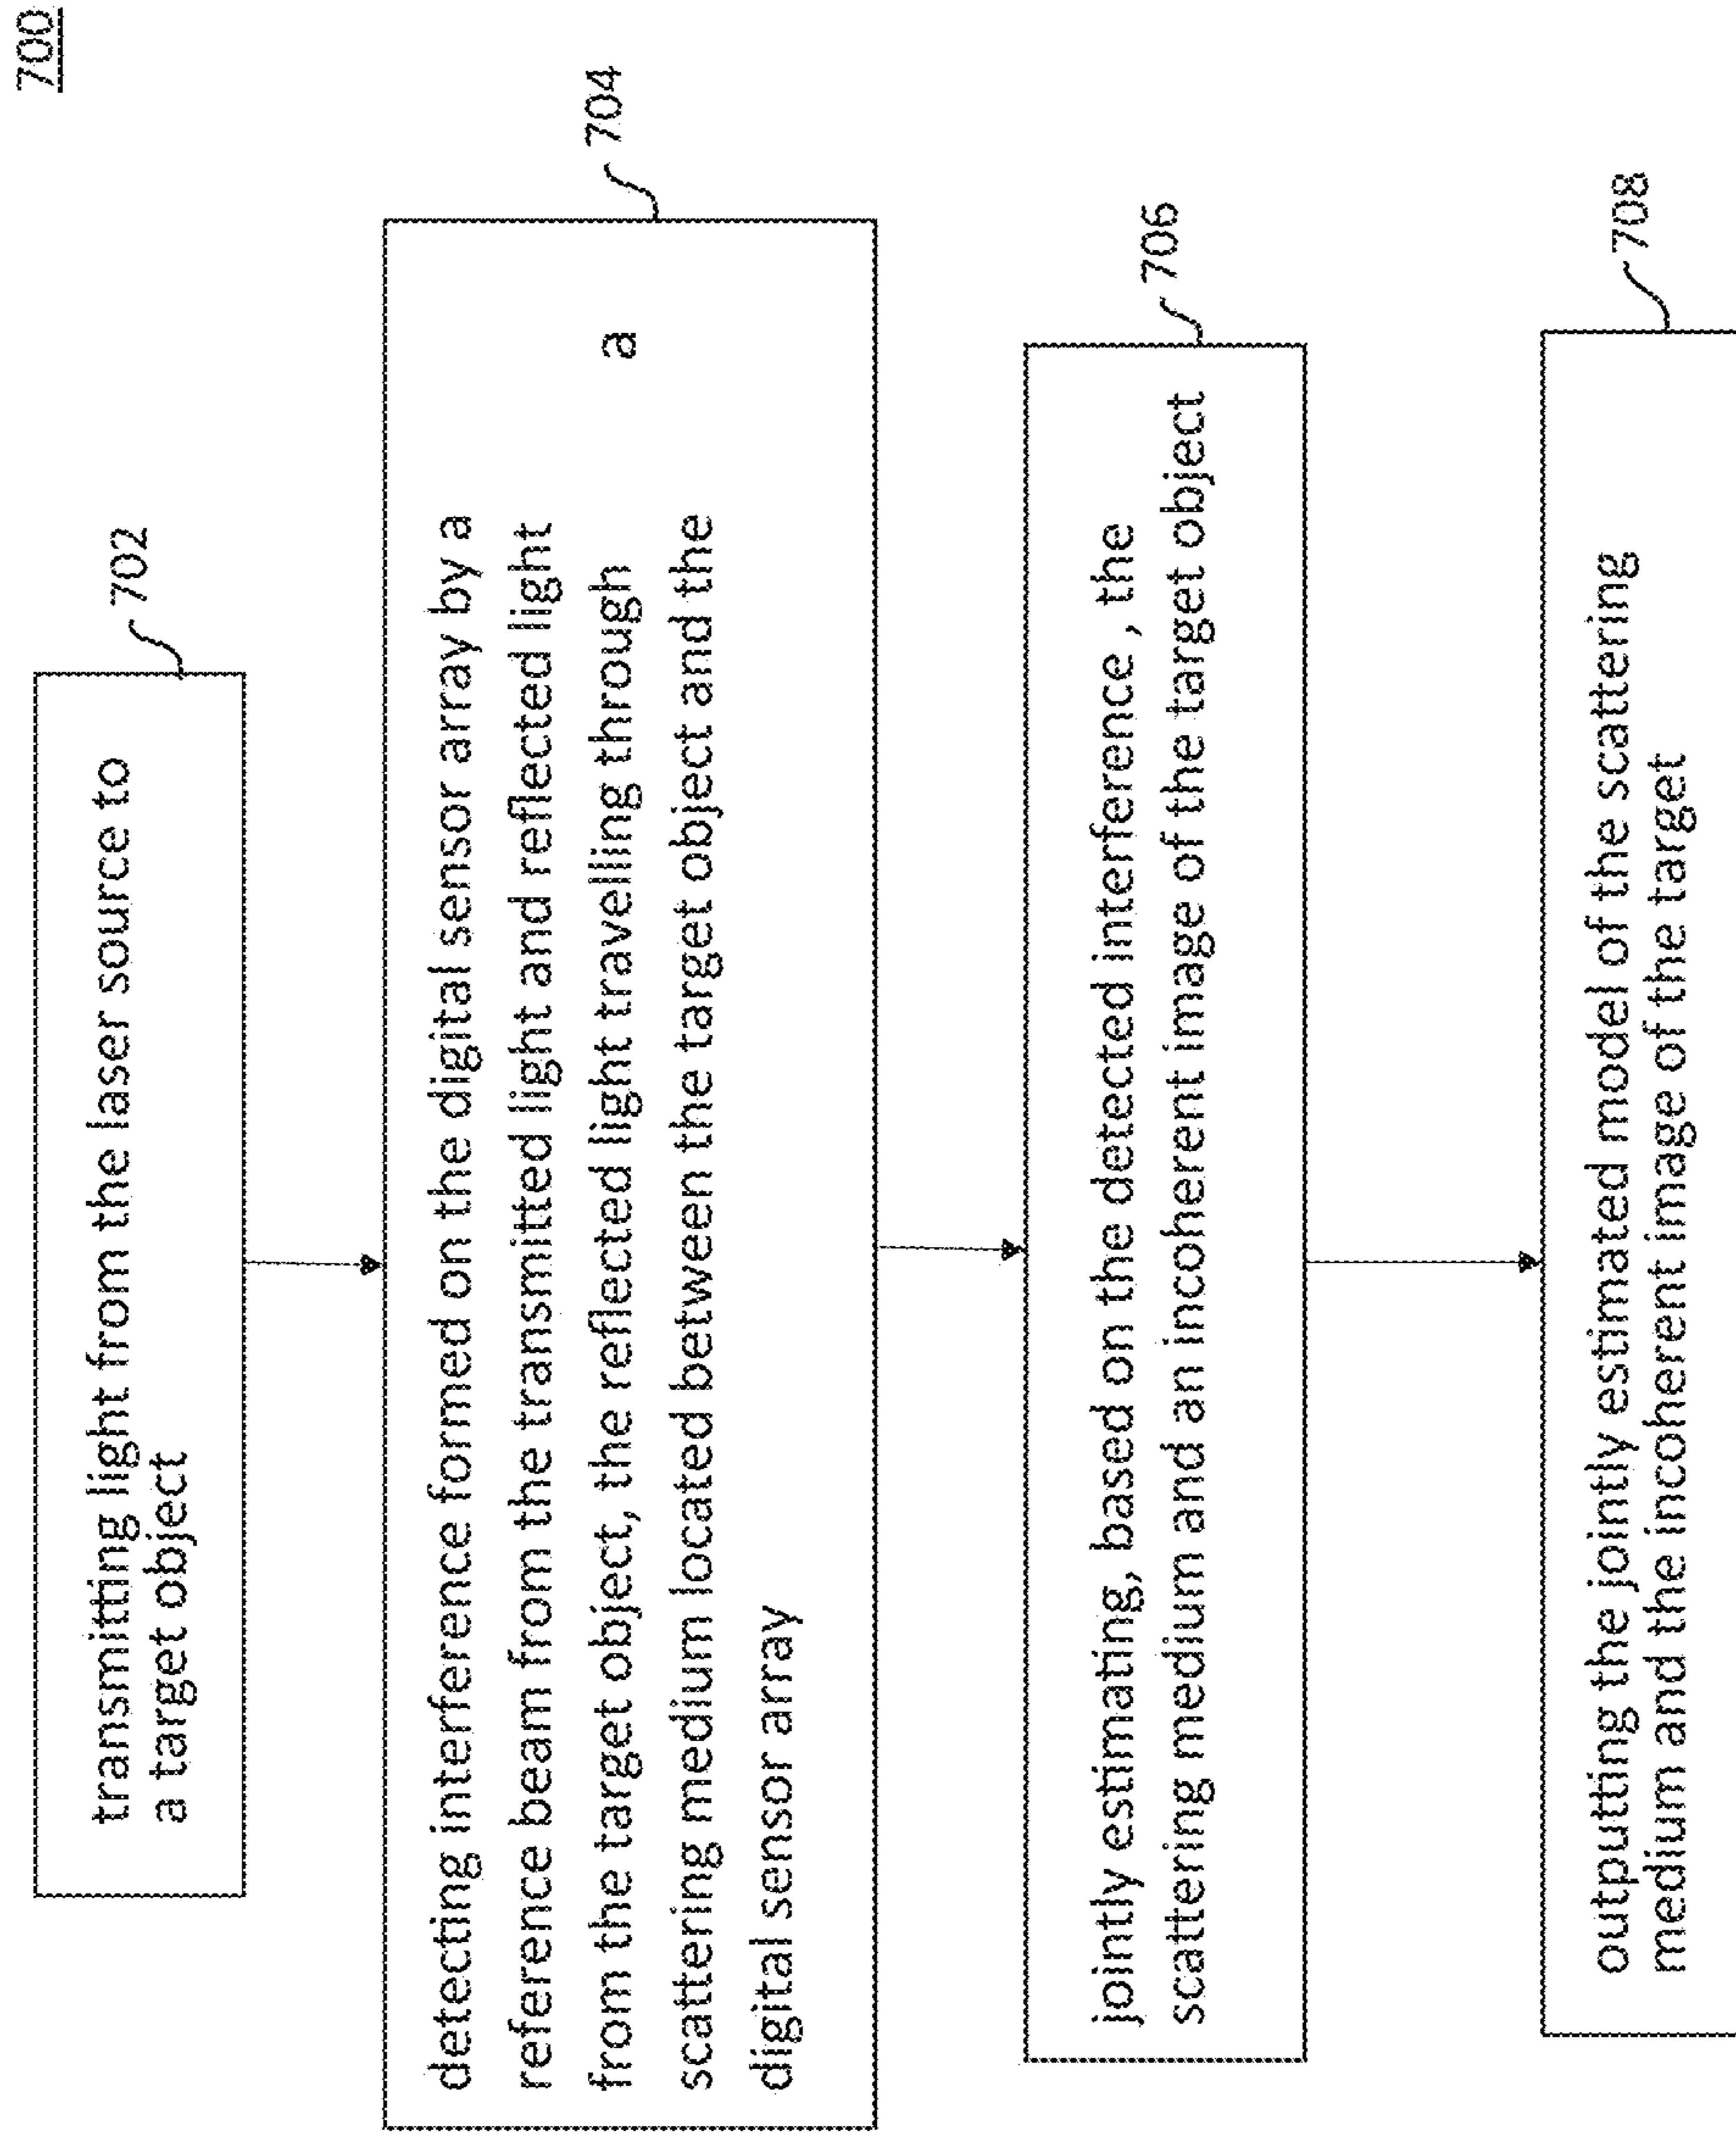 700
702
transmitting light from the laser source to
a target object
704
detecting interference formed on the digital sensor array by a
reference beam from the transmitted light and reflected light
from the target object, the reflected light travelling through a
scattering medium located between the target object and the
digital sensor array
706
jointly estimating, based on the detected interference , the
scattering medium and an incoherent image of the target object
708
outputting the jointly estimated model of the scattering
medium and the incoherent image of the target